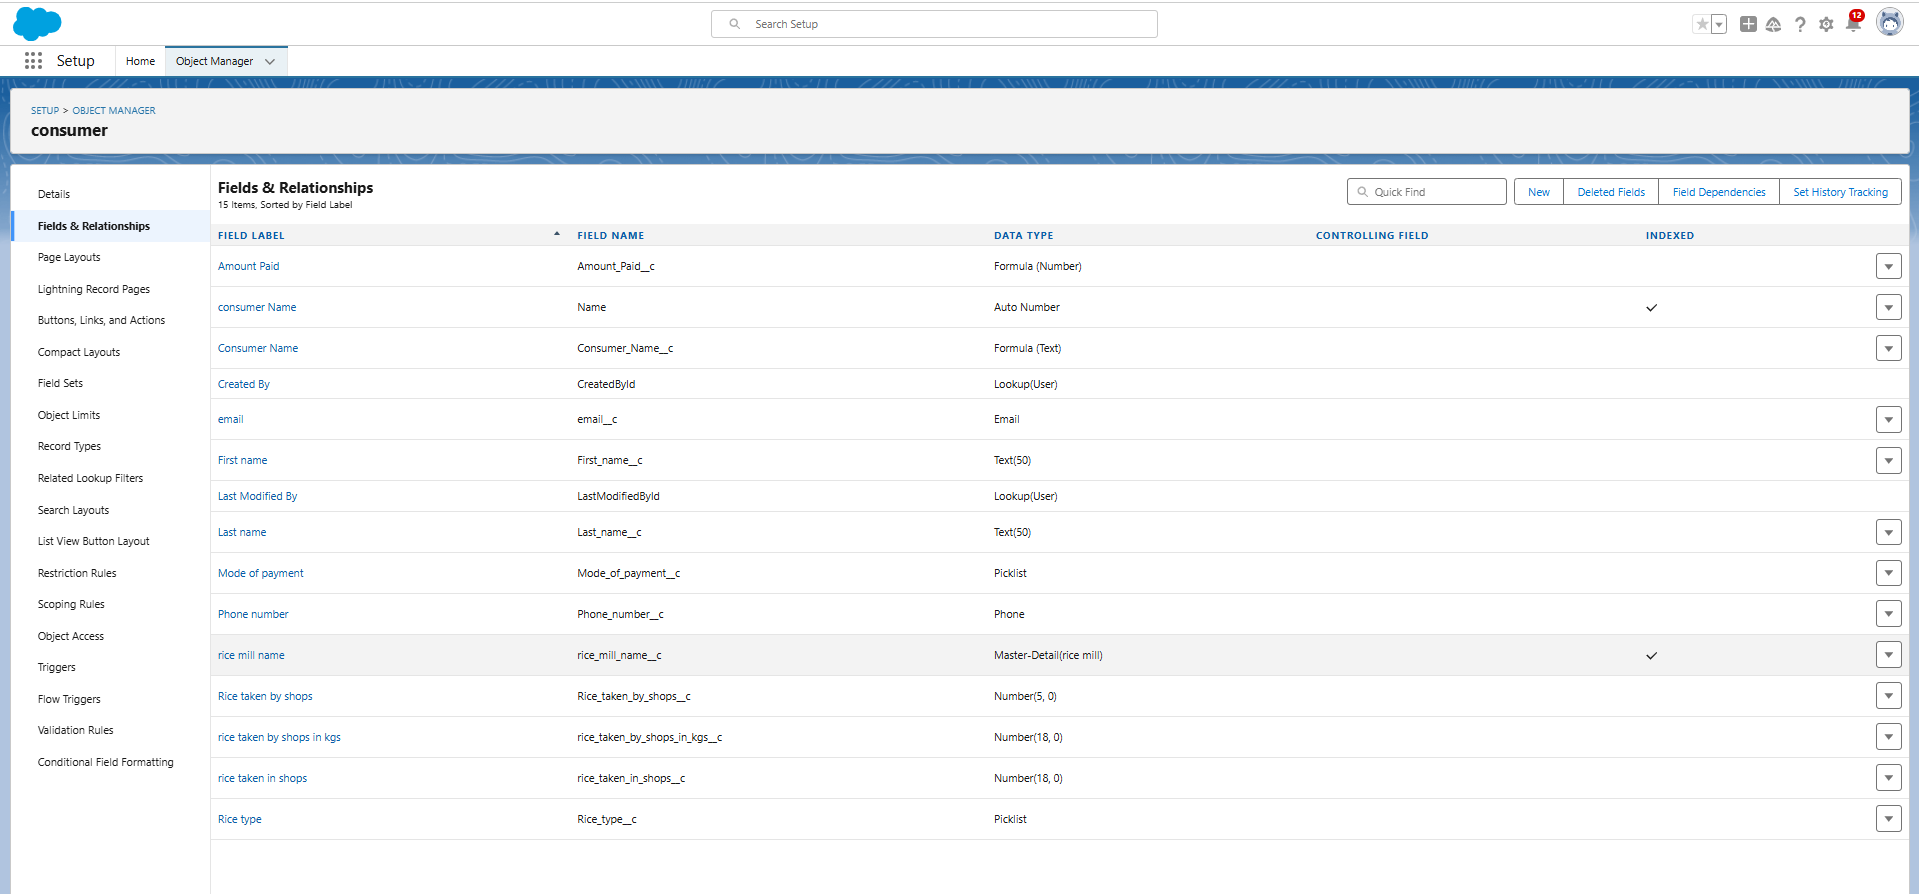 Search Setup
12
Setup
Home
Object Manager
SETUP > OBJECT MANAGER
consumer
Details
Fields & Relationships
Page Layouts
Lightning Record Pages
Buttons, Links, and Actions
Compact Layouts
Field Sets
Object Limits
Record Types
Related Lookup Filters
Search Layouts
List View Button Layout
Restriction Rules
Scoping Rules
Object Access
Triggers
Flow Triggers
Validation Rules
Conditional Field Formatting
Fields & Relationships
15 Items, Sorted by Field Label
Quick Find
New
Deleted Fields
Field Dependencies
Set History Tracking
FIELD LABEL FIELD NAME DATA TYPE CONTROLLING FIELD INDEXED
Amount Paid Amount_Paid__c Formula (Number)
consumer Name Name Auto Number
Consumer Name Consumer_Name__c Formula (Text)
Created By CreatedById Lookup(User)
email email__c Email
First name First_name__c Text(50)
Last Modified By LastModifiedById Lookup(User)
Last name Last_name__c Text(50)
Mode of payment Mode_of_payment__c Picklist
Phone number Phone_number__c Phone
rice mill name rice_mill_name__c Master-Detail(rice mill)
Rice taken by shops Rice_taken_by_shops__c Number(5, 0)
rice taken by shops in kgs rice_taken_by_shops_in_kgs__c Number(18, 0)
rice taken in shops rice_taken_in_shops__c Number(18, 0)
Rice type Rice_type__c Picklist